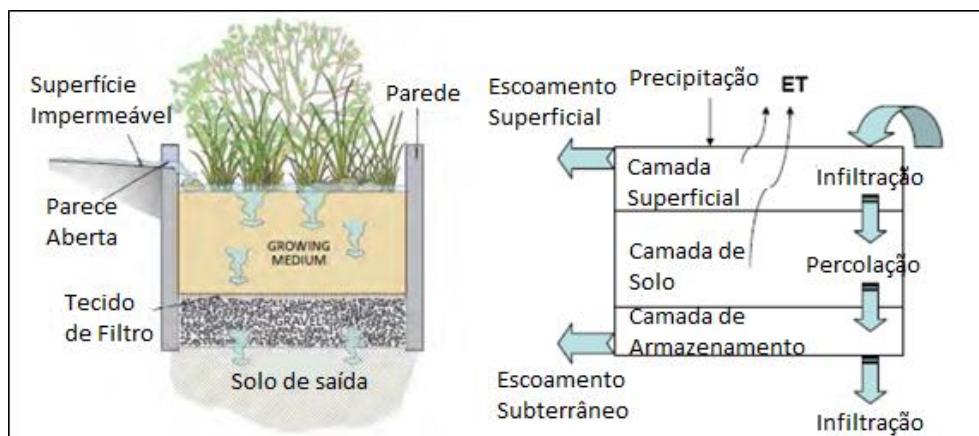 Superfície
Impermeável
Parede
Parece
Aberta
GROWING
MEDIUM
Tecido
de Filtro
GRAVEL
Solo de saída
Escoamento
Superficial
Precipitação
ET
Camada
Superficial
Infiltração
Camada de
Solo
Percolação
Camada de
Armazenamento
Escoamento
Subterrâneo
Infiltração